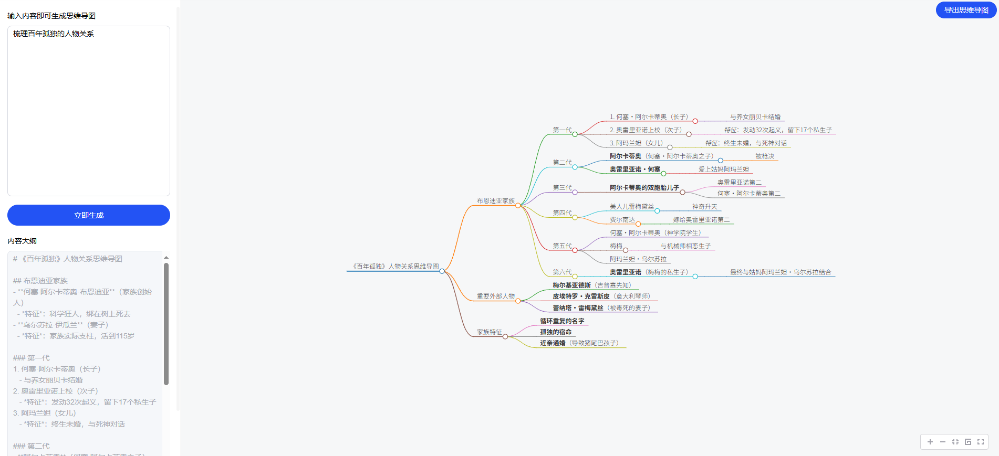 输入内容即可生成思维导图
梳理百年孤独的人物关系
立即生成
内容大纲
# 《百年孤独》人物关系思维导图
## 布恩迪亚家族
- **何塞·阿尔卡蒂奥·布恩迪亚**（家族创始
人）
- *特征*：科学狂人，绑在树上死去
- **乌尔苏拉·伊瓜兰**（妻子）
- *特征*：家族实际支柱，活到115岁
### 第一代
1. 何塞·阿尔卡蒂奥（长子）
- 与养女丽贝卡结婚
2. 奥雷里亚诺上校（次子）
- *特征*：发动32次起义，留下17个私生子
3. 阿玛兰妲（女儿）
- *特征*：终生未婚，与死神对话
### 第二代
- **阿尔卡蒂奥**（何塞·阿尔卡蒂奥之子）
导出思维导图
《百年孤独》人物关系思维导图
布恩迪亚家族
第一代
1. 何塞·阿尔卡蒂奥（长子）
与养女丽贝卡结婚
2. 奥雷里亚诺上校（次子）
特征：发动32次起义，留下17个私生子
3. 阿玛兰妲（女儿）
特征：终生未婚，与死神对话
第二代
阿尔卡蒂奥（何塞·阿尔卡蒂奥之子）
被枪决
奥雷里亚诺·何塞
爱上姑妈阿玛兰妲
第三代
阿尔卡蒂奥的双胞胎儿子
奥雷里亚诺第二
何塞·阿尔卡蒂奥第二
第四代
美人儿雷梅黛丝
神奇升天
费尔南达
嫁给奥雷里亚诺第二
第五代
何塞·阿尔卡蒂奥（神学院学生）
梅梅
与机械师相恋生子
阿玛兰妲·乌尔苏拉
第六代
奥雷里亚诺（梅梅的私生子）
最终与姑妈阿玛兰妲·乌尔苏拉结合
重要外部人物
梅尔基亚德斯（吉普赛先知）
皮埃特罗·克雷斯皮（意大利琴师）
蕾纳塔·雷梅黛丝（被毒死的妻子）
家族特征
循环重复的名字
孤独的宿命
近亲通婚（导致猪尾巴孩子）